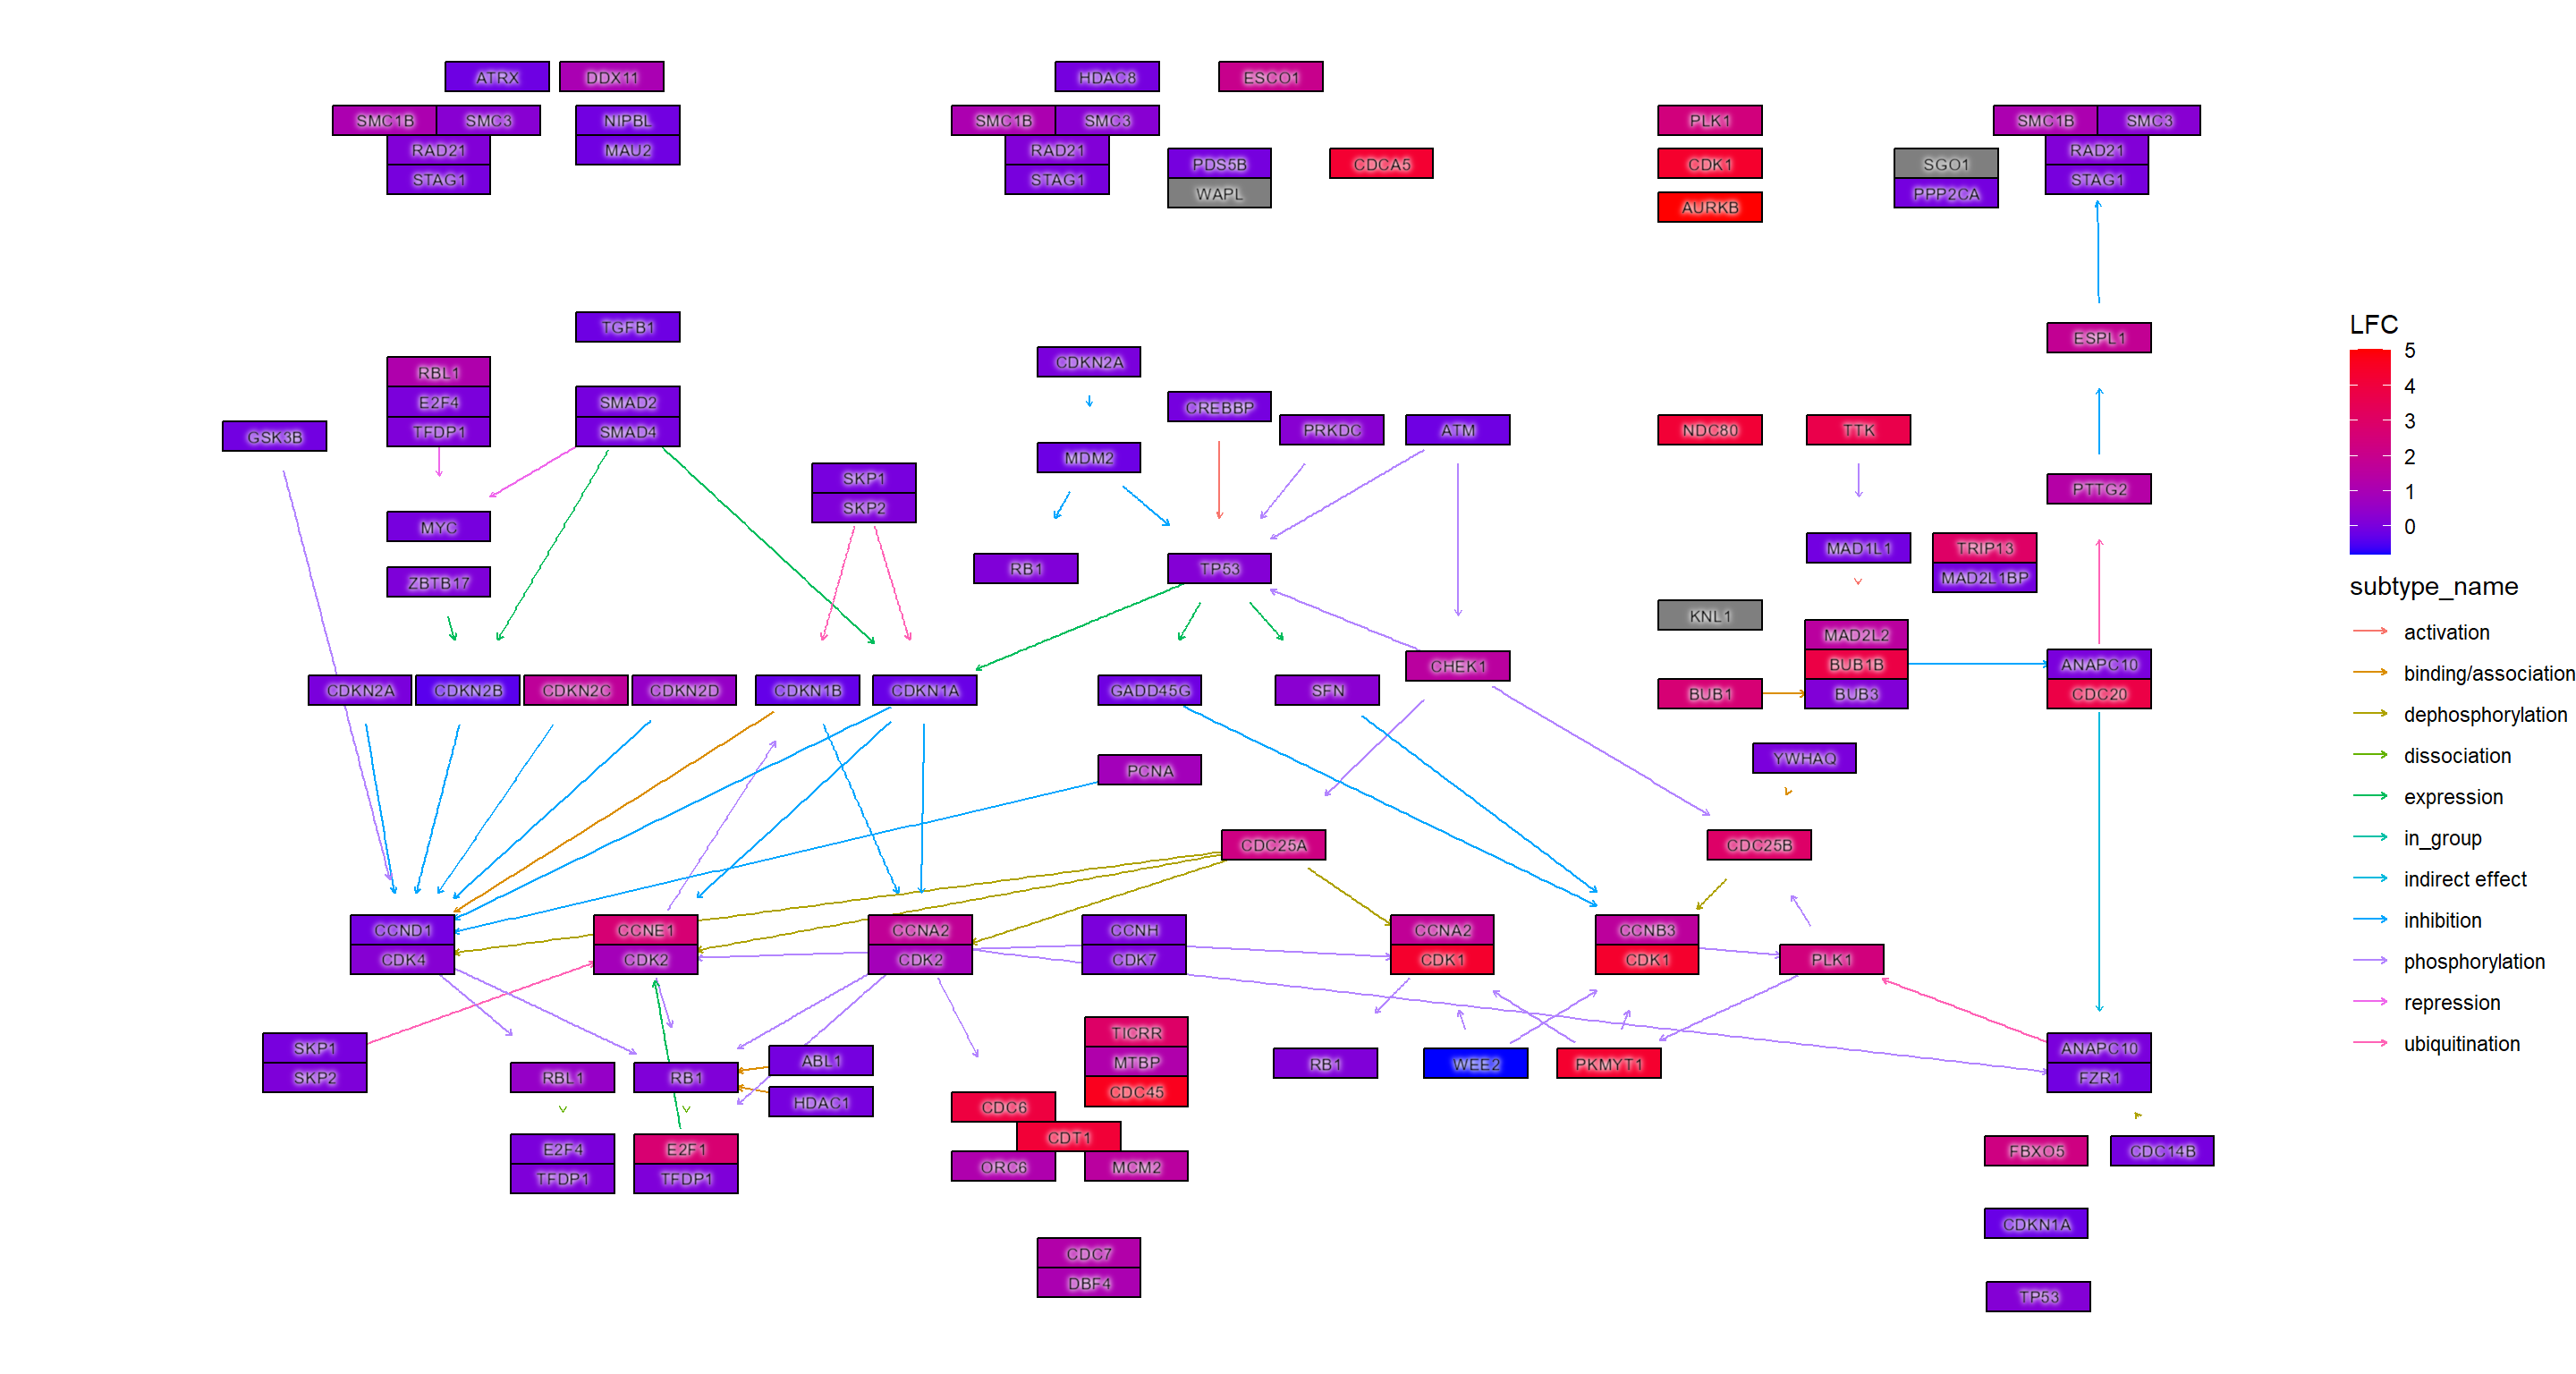 ATRX
DDX11
HDAC8
ESCO1
SMC1B
SMC3
NIPBL
SMC1B
SMC3
PLK1
SMC1B
SMC3
RAD21
MAU2
RAD21
RAD21
STAG1
STAG1
PDS5B
CDCA5
CDK1
SGO1
STAG1
WAPL
AURKB
PPP2CA
TGFB1
ESPL1
RBL1
CDKN2A
E2F4
SMAD2
CREBBP
TFDP1
SMAD4
PRKDC
ATM
NDC80
TTK
GSK3B
MDM2
SKP1
SKP2
PTTG2
MYC
MAD1L1
TRIP13
MAD2L1BP
ZBTB17
RB1
TP53
KNL1
MAD2L2
CHEK1
BUB1B
ANAPC10
CDKN2A
CDKN2B
CDKN2C
CDKN2D
CDKN1B
CDKN1A
GADD45G
SFN
BUB1
BUB3
CDC20
PCNA
YWHAQ
CDC25A
CDC25B
CCND1
CCNE1
CCNA2
CCNH
CCNA2
CCNB3
CDK4
CDK2
CDK2
CDK7
CDK1
CDK1
PLK1
SKP1
SKP2
TICRR
MTBP
CDC45
ANAPC10
FZR1
RBL1
RB1
ABL1
HDAC1
RB1
WEE2
PKMYT1
CDC6
CDT1
ORC6
MCM2
E2F4
TFDP1
E2F1
TFDP1
FBXO5
CDC14B
CDKN1A
CDC7
DBF4
TP53
LFC
5
4
3
2
1
0
subtype_name
activation
binding/association
dephosphorylation
dissociation
expression
in_group
indirect effect
inhibition
phosphorylation
repression
ubiquitination